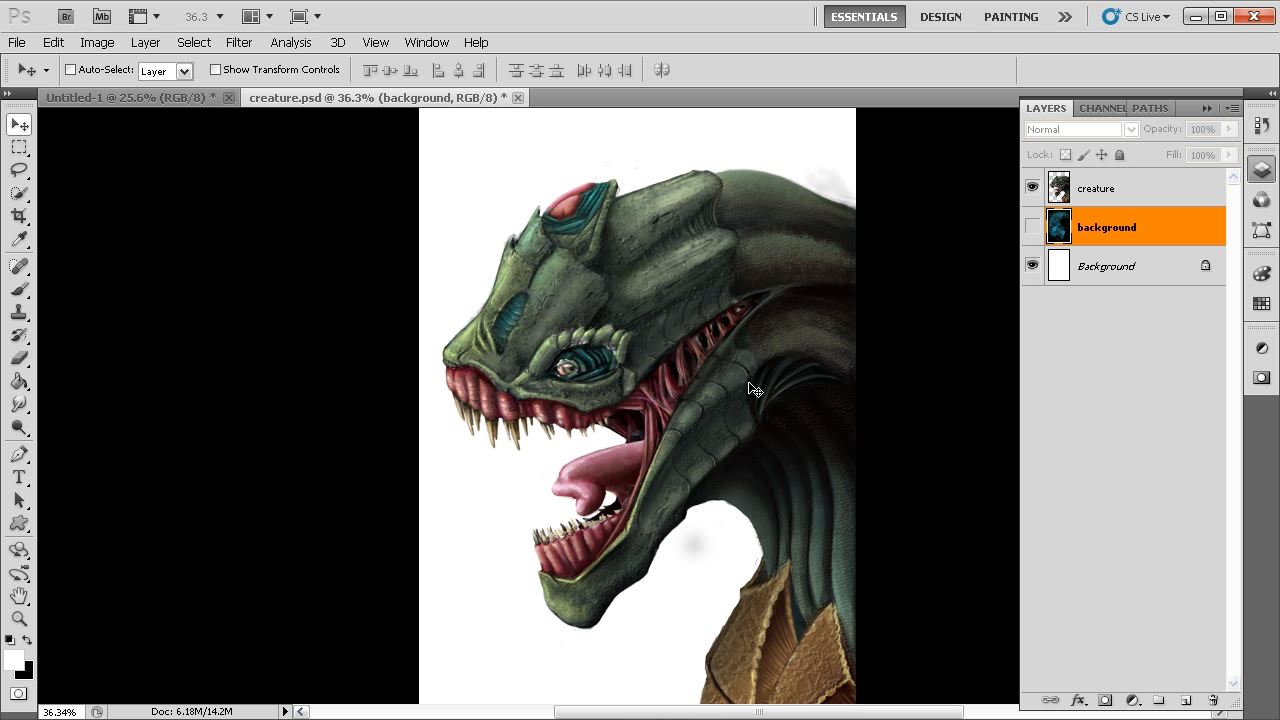 Ps Br Mb 36.3 ESSENTIALS DESIGN PAINTING CS Live
File Edit Image Layer Select Filter Analysis 3D View Window Help
Auto-Select: Layer Show Transform Controls
Untitled-1 @ 25.6% (RGB/8) * creature.psd @ 36.3% (background, RGB/8) *
LAYERS CHANNEL PATHS
Normal Opacity: 100%
Lock: Fill: 100%
creature
background
Background
36.34% Doc: 6.18M/14.2M